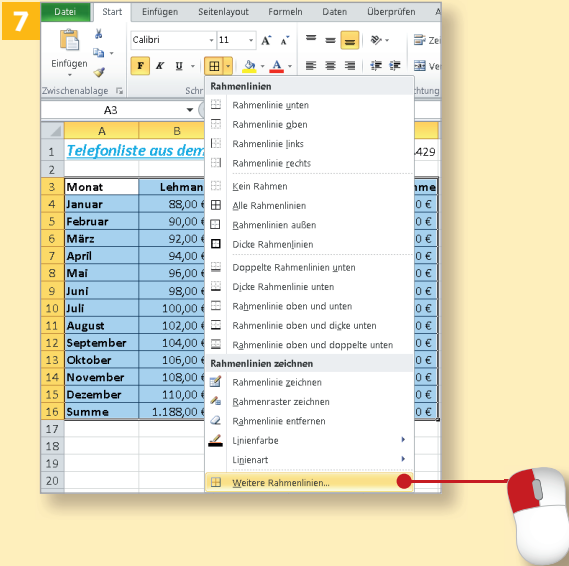 7
Datei Start Einfügen Seitenlayout Formeln Daten Überprüfen A
Einfügen
Calibri 11
F K U
A A
A
Zwischenablage
A3
A B
1 Telefonliste aus dem 429
2
3 Monat Lehman me
4 Januar 88,00 € 0 €
5 Februar 90,00 € 0 €
6 März 92,00 € 0 €
7 April 94,00 € 0 €
8 Mai 96,00 € 0 €
9 Juni 98,00 € 0 €
10 Juli 100,00 € 0 €
11 August 102,00 € 0 €
12 September 104,00 € 0 €
13 Oktober 106,00 € 0 €
14 November 108,00 € 0 €
15 Dezember 110,00 € 0 €
16 Summe 1.188,00 € 0 €
17
18
19
20
Rahmenlinien
Rahmenlinie unten
Rahmenlinie oben
Rahmenlinie links
Rahmenlinie rechts
Kein Rahmen
Alle Rahmenlinien
Rahmenlinien außen
Dicke Rahmenlinien
Doppelte Rahmenlinien unten
Dicke Rahmenlinie unten
Rahmenlinie oben und unten
Rahmenlinie oben und dicke unten
Rahmenlinie oben und doppelte unten
Rahmenlinien zeichnen
Rahmenlinie zeichnen
Rahmenraster zeichnen
Rahmenlinie entfernen
Linienfarbe
Linienart
Weitere Rahmenlinien...